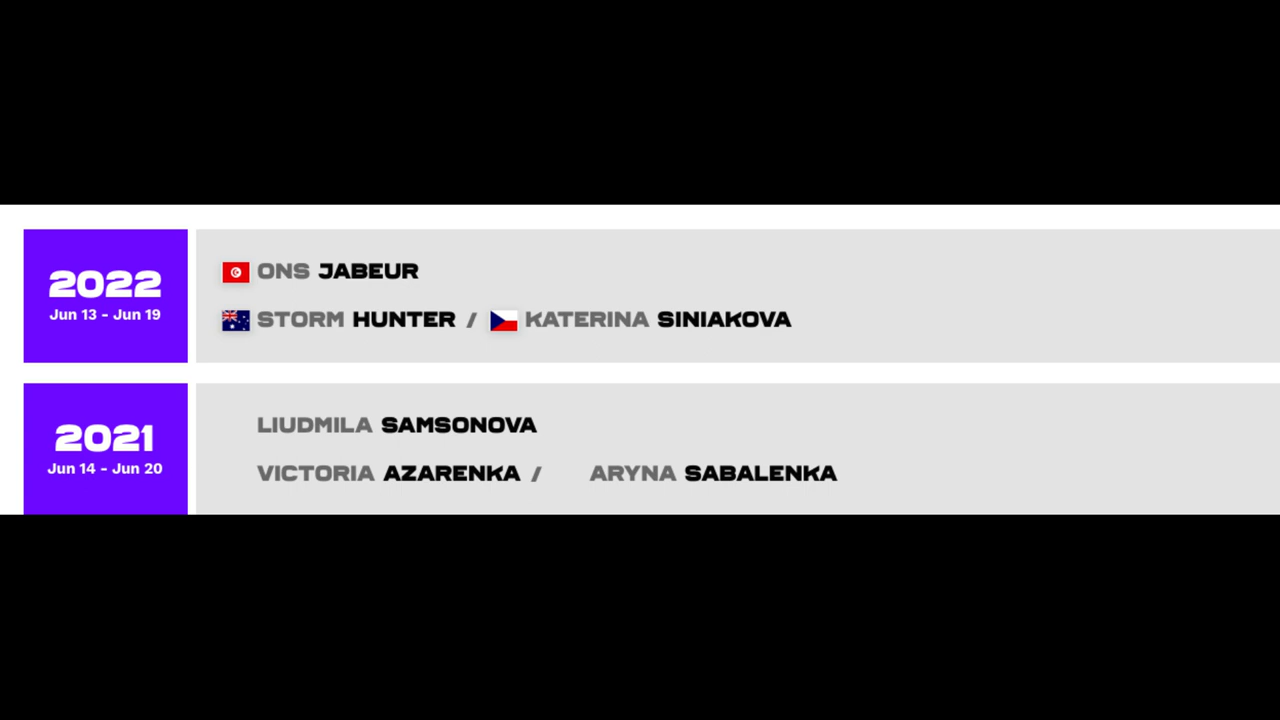 2022
Jun 13 - Jun 19
ONS JABEUR
STORM HUNTER / KATERINA SINIAKOVA
2021
Jun 14 - Jun 20
LIUDMILA SAMSONOVA
VICTORIA AZARENKA / ARYNA SABALENKA